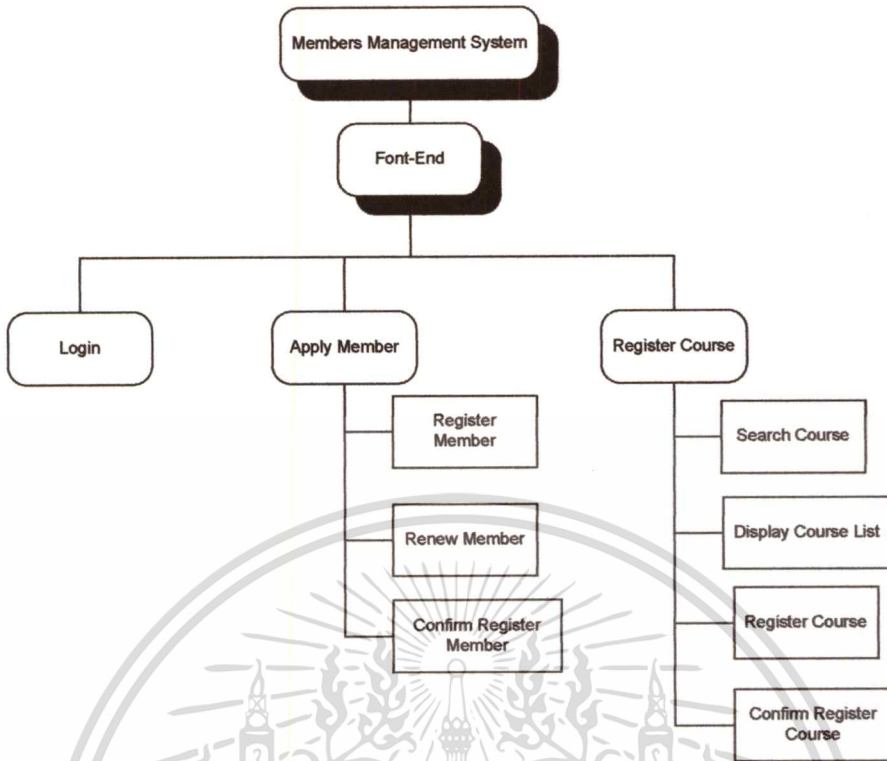 Members Management System
Font-End
Login
Apply Member
Register Course
Register
Member
Renew Member
Confirm Register
Member
Search Course
Display Course List
Register Course
Confirm Register
Course